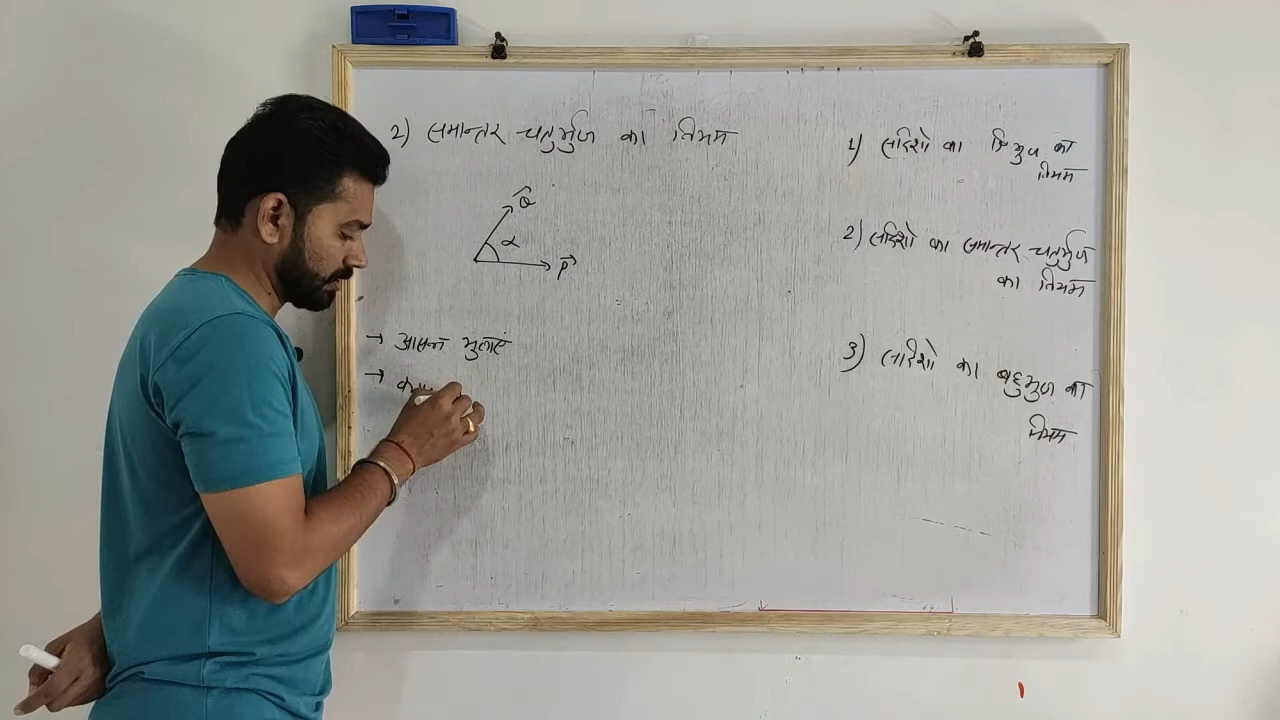 2) समान्तर चतुर्भुज का नियम
Q
α
P
→ आसन्न भुजाएं
→
1) सदिशो का त्रिभुज का
नियम
2) सदिशो का समान्तर चतुर्भुज
का नियम
3) सदिशो का बहुभुज का
नियम